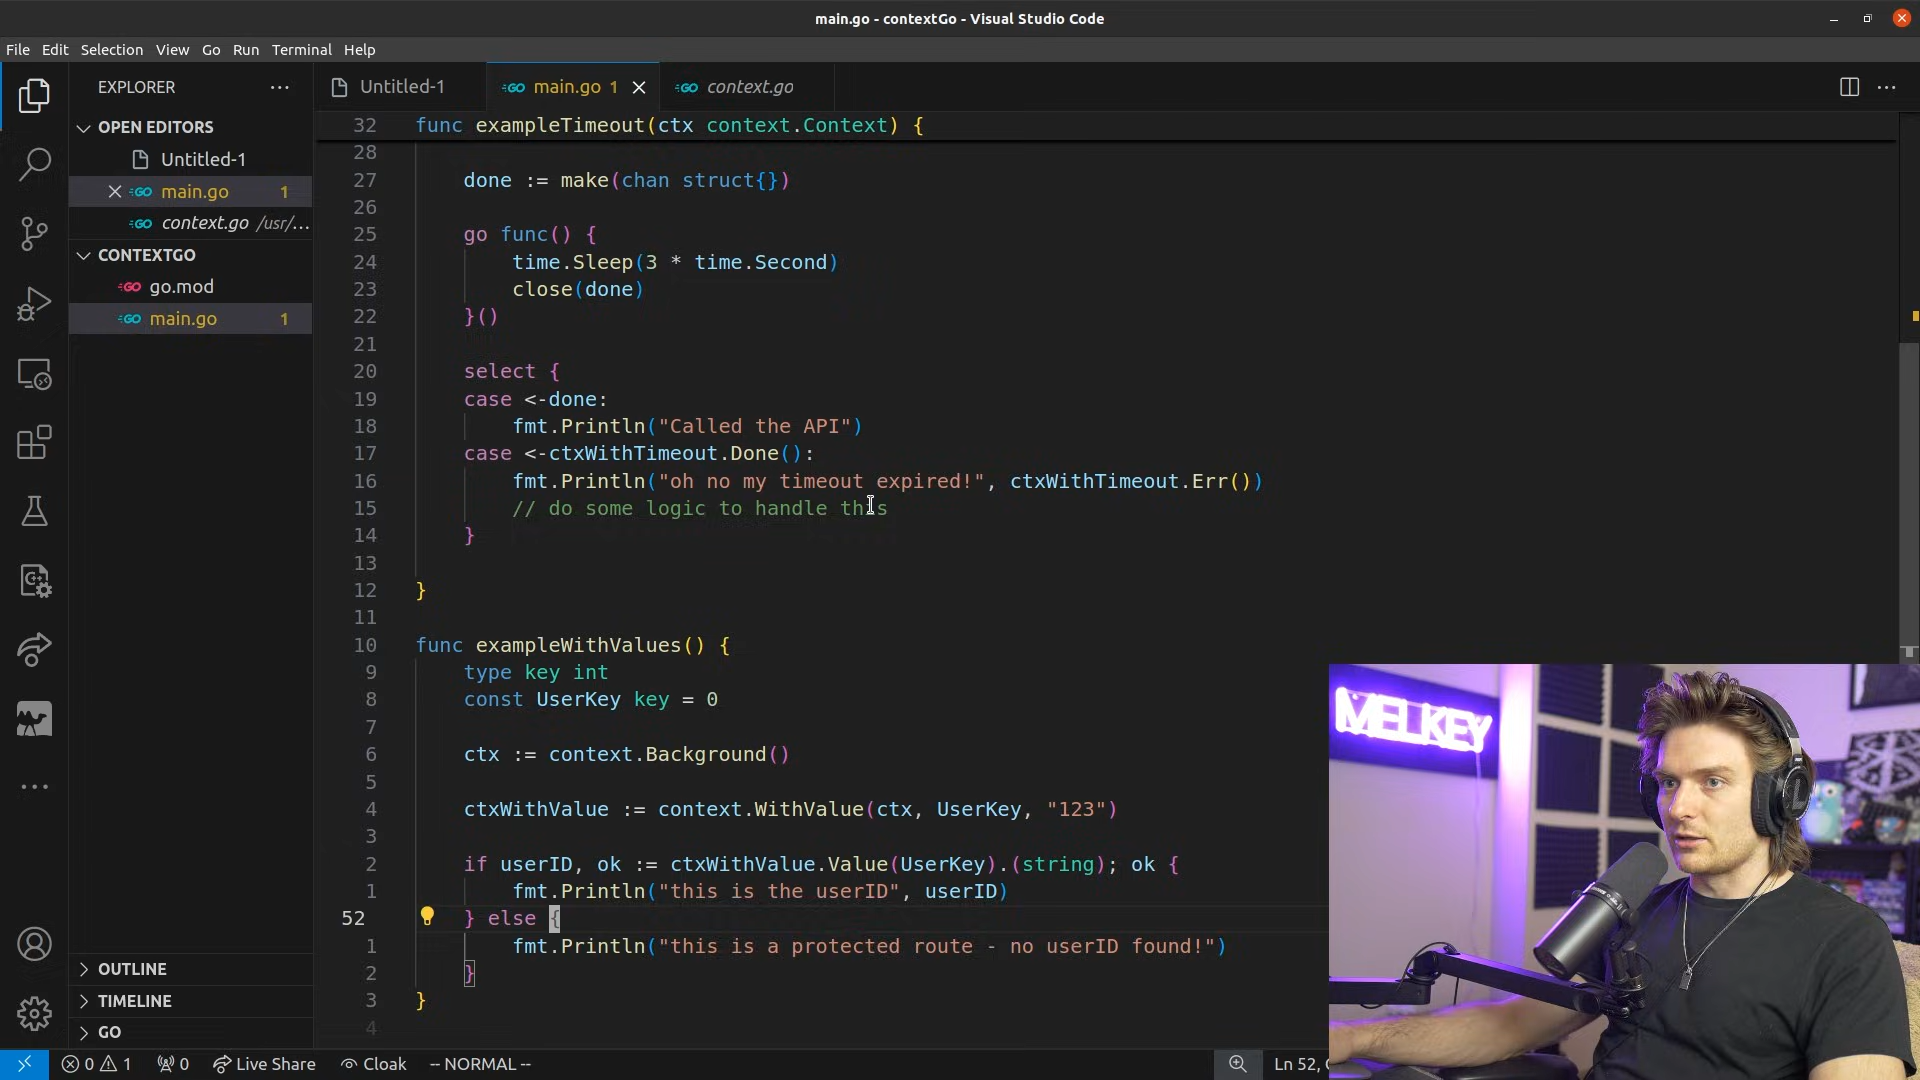 main.go - contextGo - Visual Studio Code
File Edit Selection View Go Run Terminal Help
EXPLORER
Untitled-1
main.go 1
context.go
OPEN EDITORS
Untitled-1
main.go 1
context.go /usr/...
CONTEXTGO
go.mod
main.go 1
OUTLINE
TIMELINE
GO
32 func exampleTimeout(ctx context.Context) {
28
27 done := make(chan struct{})
26
25 go func() {
24 time.Sleep(3 * time.Second)
23 close(done)
22 }()
21
20 select {
19 case <-done:
18 fmt.Println("Called the API")
17 case <-ctxWithTimeout.Done():
16 fmt.Println("oh no my timeout expired!", ctxWithTimeout.Err())
15 // do some logic to handle this
14 }
13
12 }
11
10 func exampleWithValues() {
9 type key int
8 const UserKey key = 0
7
6 ctx := context.Background()
5
4 ctxWithValue := context.WithValue(ctx, UserKey, "123")
3
2 if userID, ok := ctxWithValue.Value(UserKey).(string); ok {
1 fmt.Println("this is the userID", userID)
52 } else {
1 fmt.Println("this is a protected route - no userID found!")
2 }
3 }
4
MELKEY
0 1 0 Live Share Cloak -- NORMAL -- Ln 52,